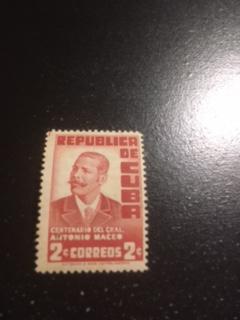 REPUBLICA
DE
CUBA
CENTENARIO DEL GRAL.
ANTONIO MACEO
2¢ CORREOS 2¢